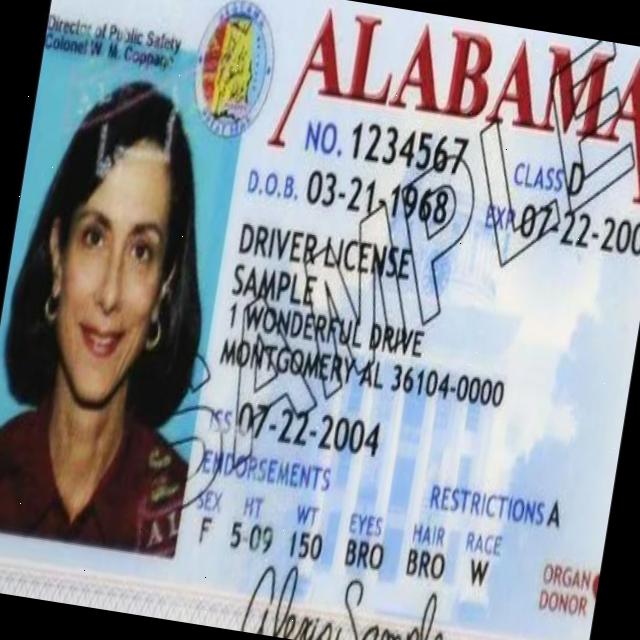 Director of Public Safety
Colonel W. M. Coppage
ALABAMA
NO. 1234567
CLASS D
D.O.B. 03-21-1968
EXP 07-22-200
DRIVER LICENSE
SAMPLE
1 WONDERFUL DRIVE
MONTGOMERY AL 36104-0000
ISS 07-22-2004
ENDORSEMENTS
RESTRICTIONS A
SEX HT WT EYES HAIR RACE
F 5-09 150 BRO BRO W
ORGAN
DONOR
Alexis Sample
SAMPLE